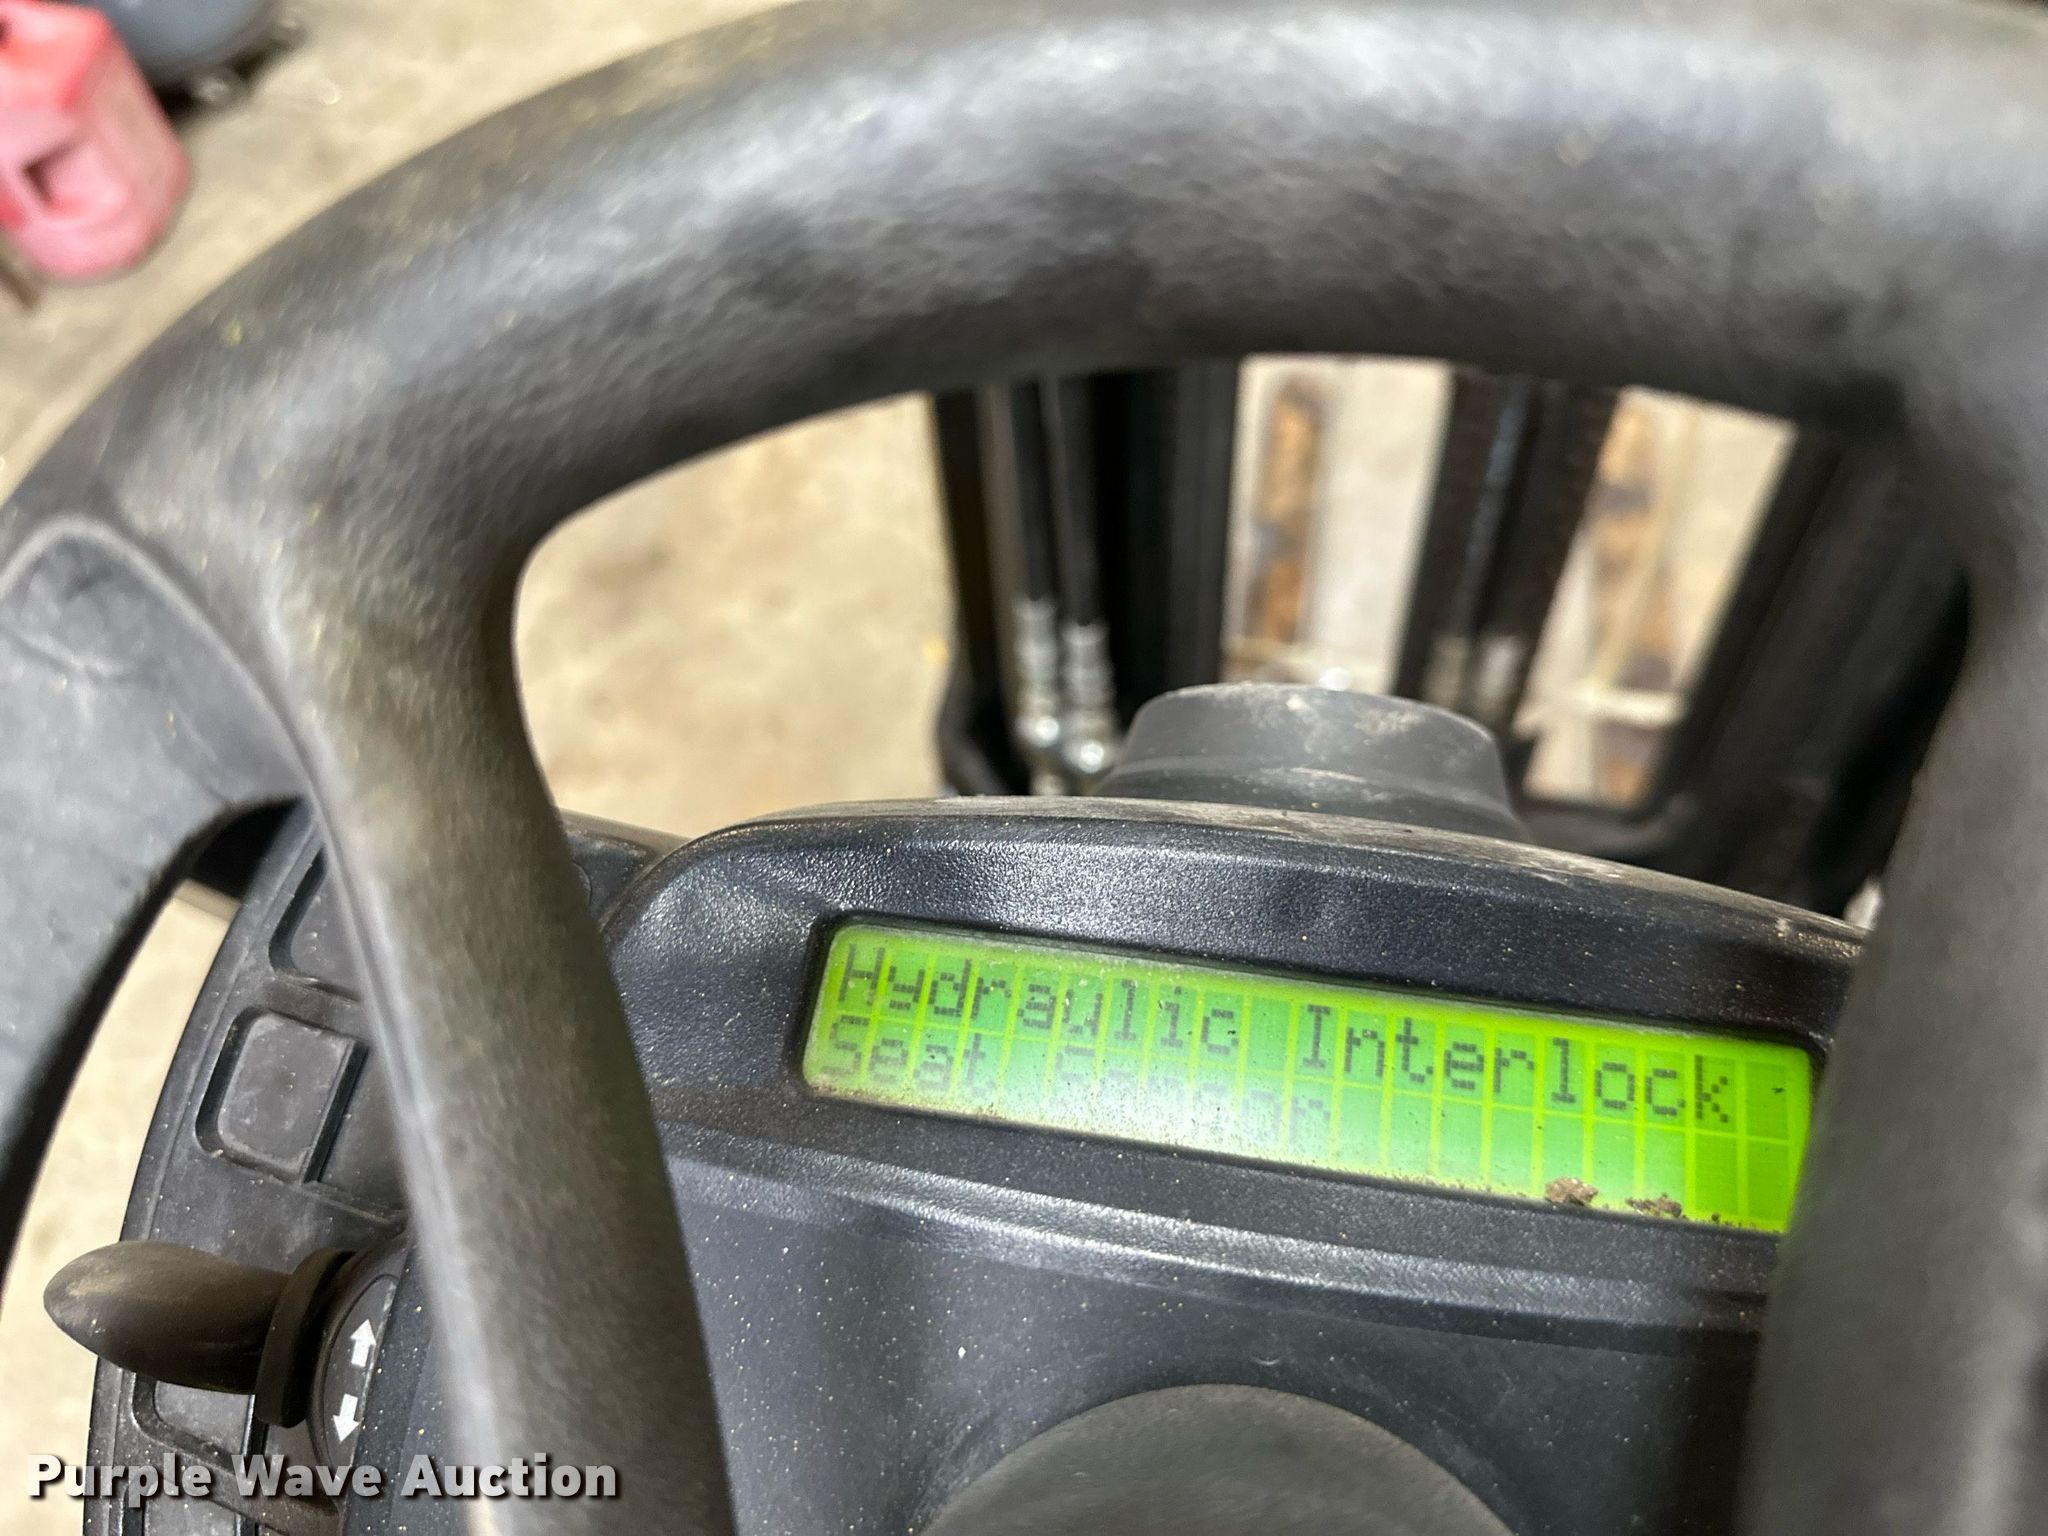 Hydraulic Interlock
Seat Sensor
Purple Wave Auction